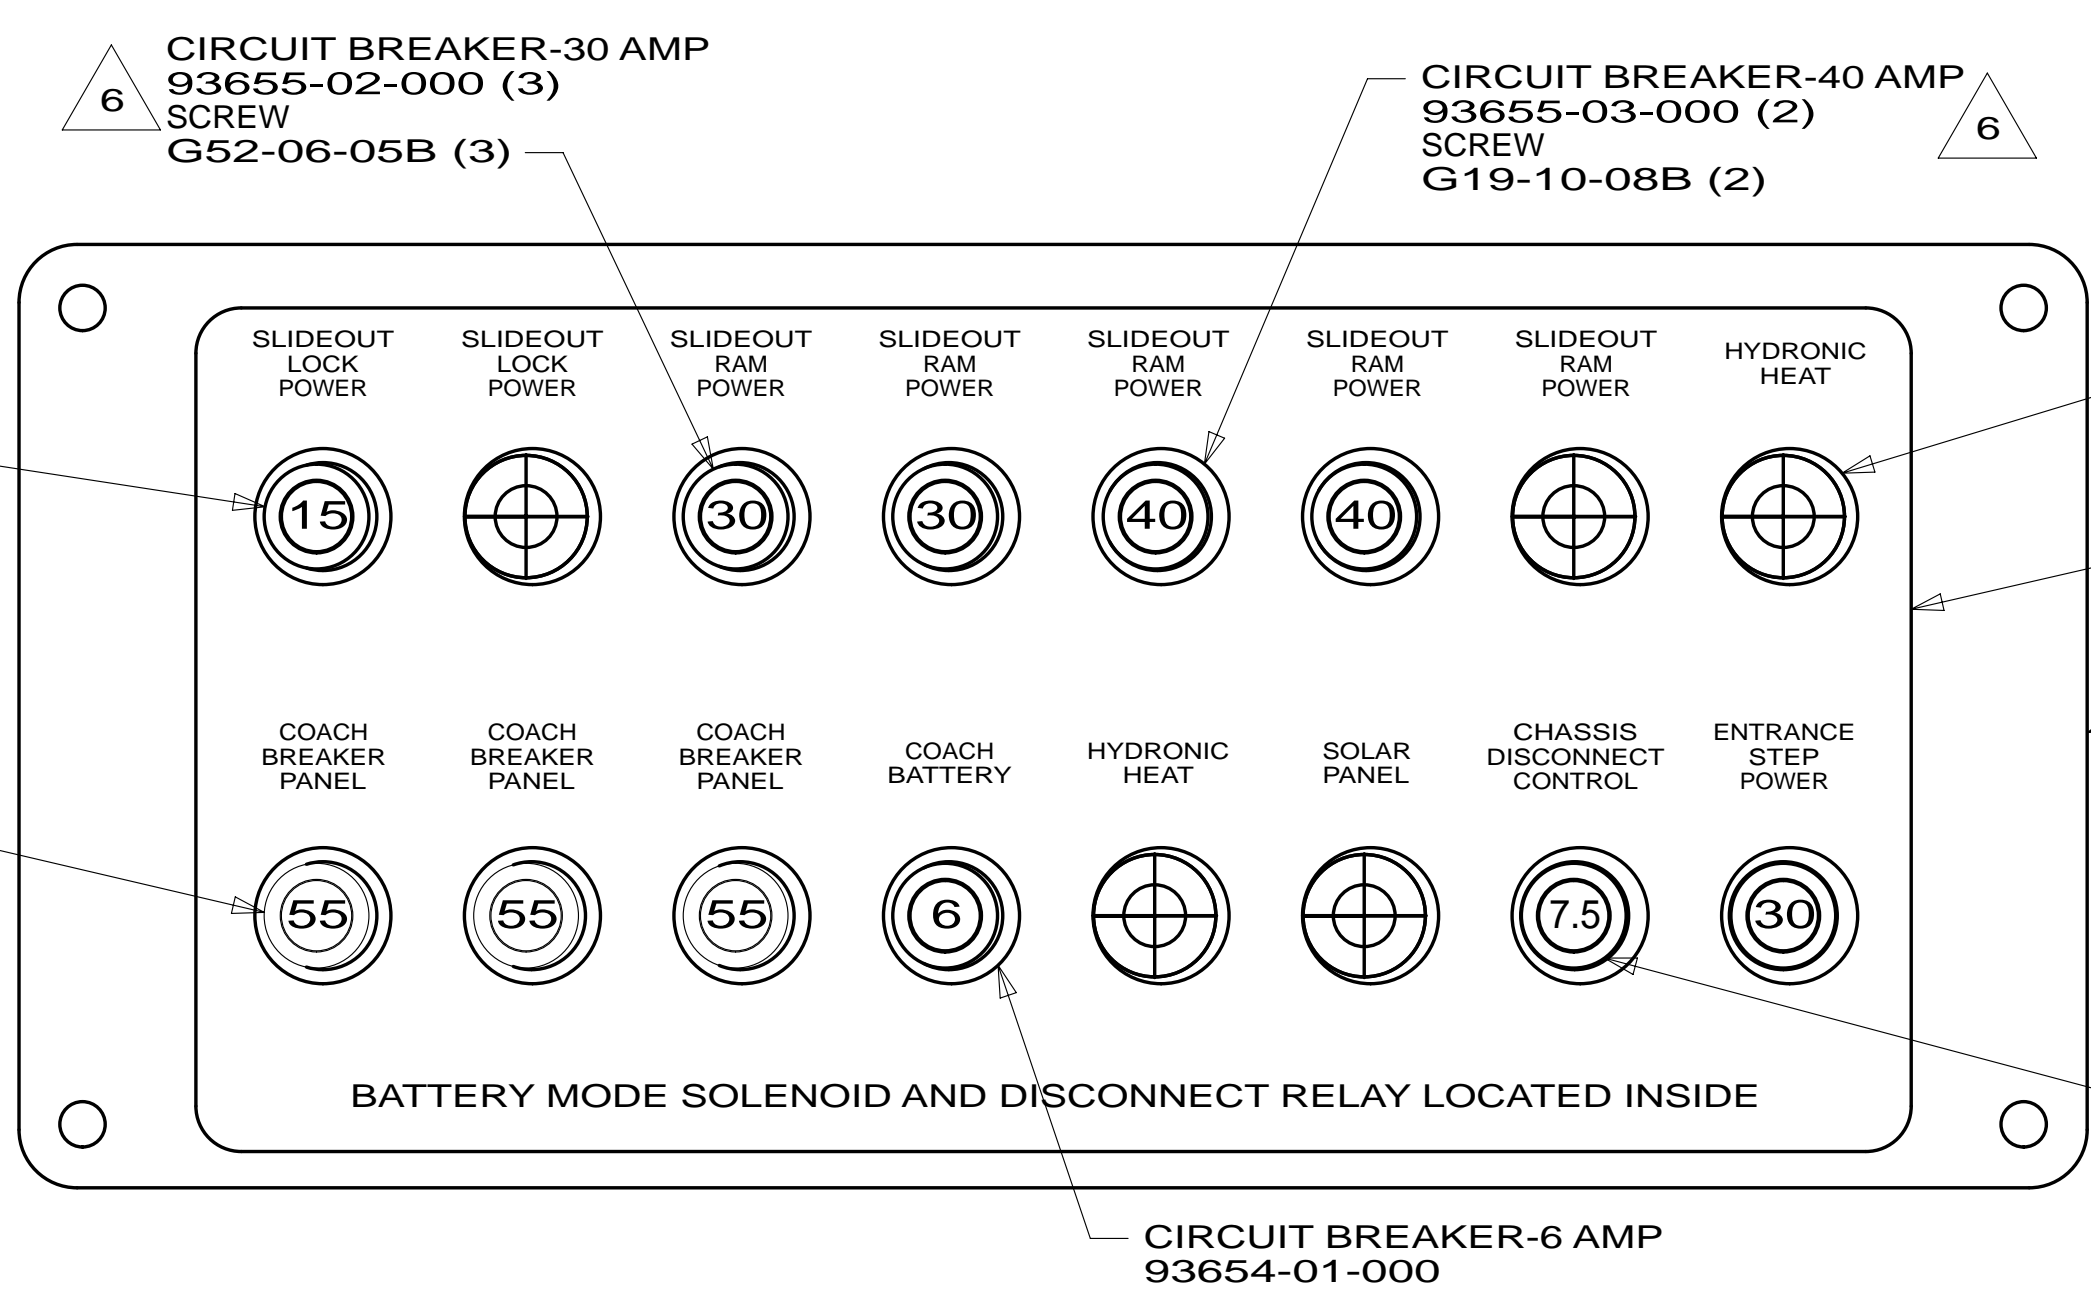 CIRCUIT BREAKER-30 AMP
93655-02-000 (3)
SCREW
G52-06-05B (3)
6
CIRCUIT BREAKER-40 AMP
93655-03-000 (2)
SCREW
G19-10-08B (2)
6
SLIDEOUT
LOCK
POWER
SLIDEOUT
LOCK
POWER
SLIDEOUT
RAM
POWER
SLIDEOUT
RAM
POWER
SLIDEOUT
RAM
POWER
SLIDEOUT
RAM
POWER
SLIDEOUT
RAM
POWER
HYDRONIC
HEAT
15
30
30
40
40
COACH
BREAKER
PANEL
COACH
BREAKER
PANEL
COACH
BREAKER
PANEL
COACH
BATTERY
HYDRONIC
HEAT
SOLAR
PANEL
CHASSIS
DISCONNECT
CONTROL
ENTRANCE
STEP
POWER
55
55
55
6
7.5
30
BATTERY MODE SOLENOID AND DISCONNECT RELAY LOCATED INSIDE
CIRCUIT BREAKER-6 AMP
93654-01-000